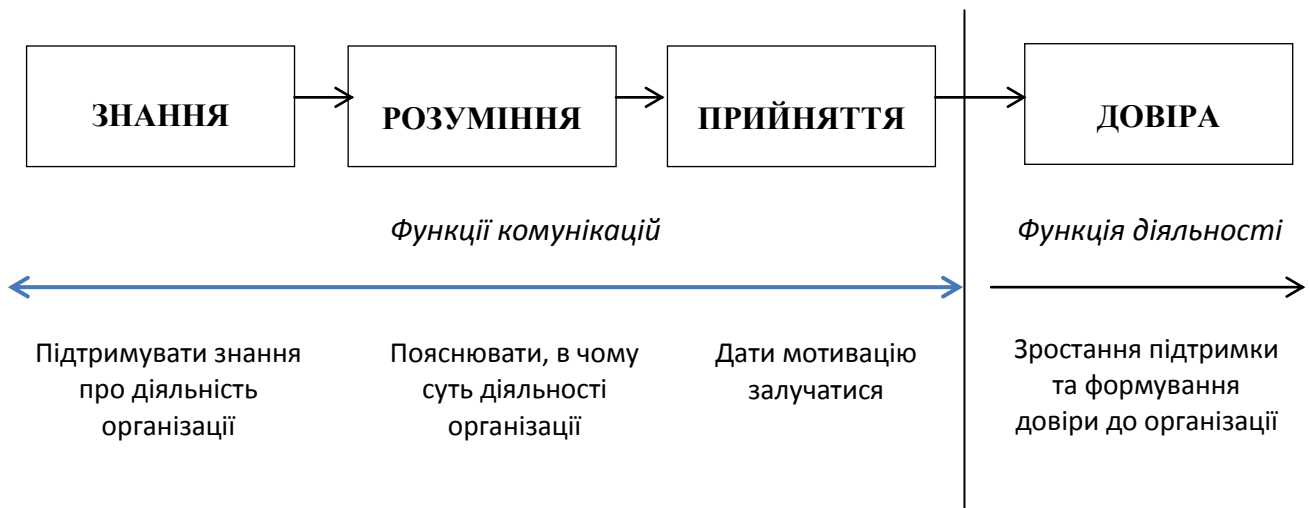 ЗНАННЯ
РОЗУМІННЯ
ПРИЙНЯТТЯ
ДОВІРА
Функції комунікацій
Функція діяльності
Підтримувати знання
про діяльність
організації
Пояснювати, в чому
суть діяльності
організації
Дати мотивацію
залучатися
Зростання підтримки
та формування
довіри до організації